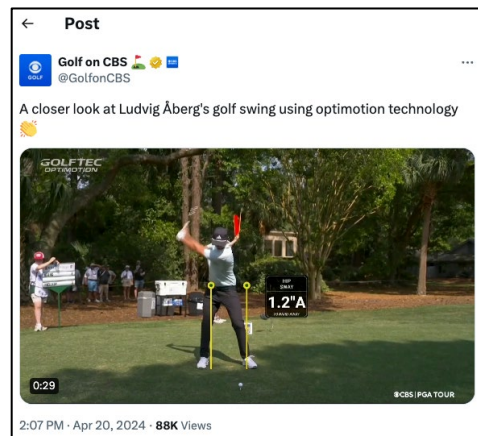 Post
Golf on CBS
GOLF
@GolfonCBS
A closer look at Ludvig Åberg's golf swing using optimotion technology
GOLFTEC
OPTIMOTION
HIP
SWAY
1.2"A
0:29
CBS | PGA TOUR
2:07 PM · Apr 20, 2024 · 88K Views